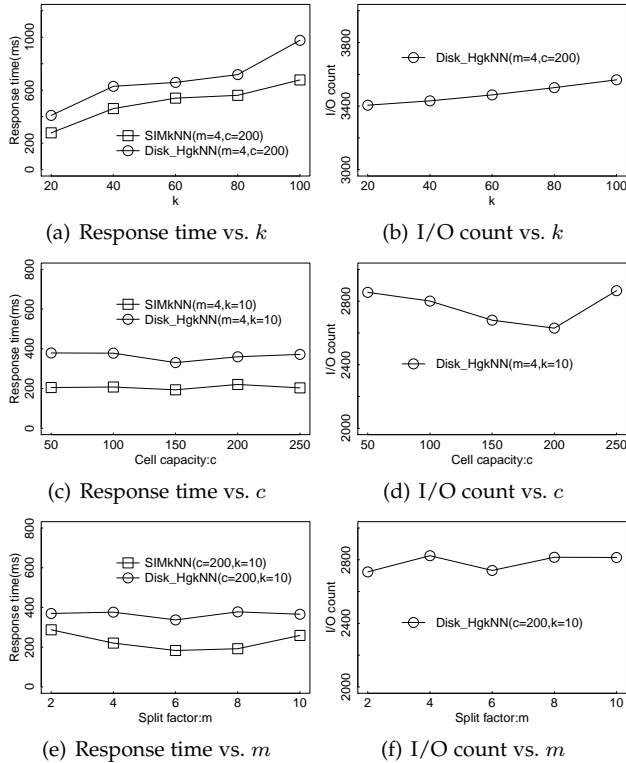 Response time(ms)
0 200 600 1000
SIMkNN(m=4,c=200)
Disk_HgkNN(m=4,c=200)
20 40 60 80 100
k
(a) Response time vs. k
I/O count
3000 3400 3800
Disk_HgkNN(m=4,c=200)
20 40 60 80 100
k
(b) I/O count vs. k
Response time(ms)
0 200 400 600 800
SIMkNN(m=4,k=10)
Disk_HgkNN(m=4,k=10)
50 100 150 200 250
Cell capacity:c
(c) Response time vs. c
I/O count
2000 2400 2800
Disk_HgkNN(m=4,k=10)
50 100 150 200 250
Cell capacity:c
(d) I/O count vs. c
Response time(ms)
0 200 400 600 800
SIMkNN(c=200,k=10)
Disk_HgkNN(c=200,k=10)
2 4 6 8 10
Split factor:m
(e) Response time vs. m
I/O count
2000 2400 2800
Disk_HgkNN(c=200,k=10)
2 4 6 8 10
Split factor:m
(f) I/O count vs. m